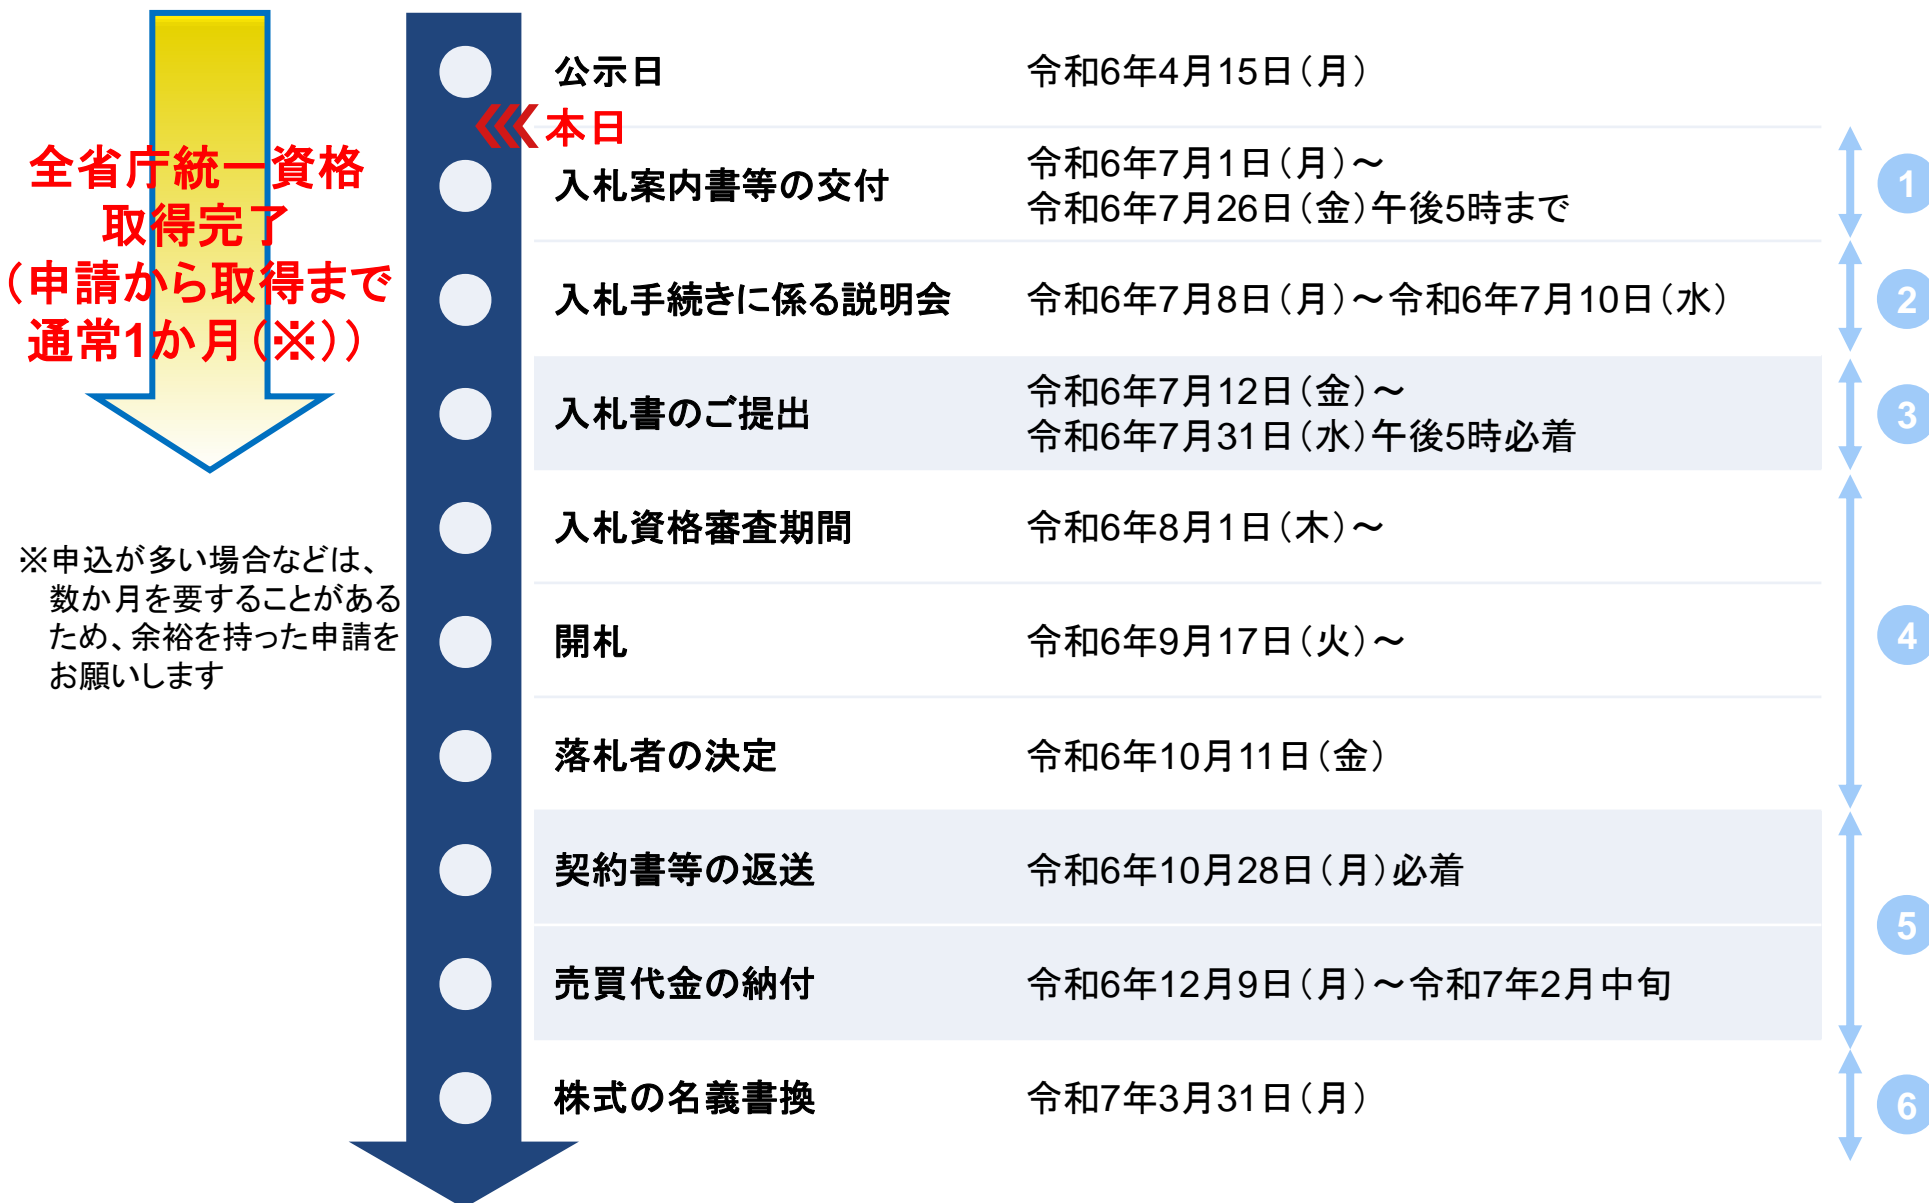 全省庁統一資格
取得完了
（申請から取得まで
通常1か月（※））
※申込が多い場合などは、
数か月を要することがある
ため、余裕を持った申請を
お願いします
公示日 令和6年4月15日（月）
本日
入札案内書等の交付 令和6年7月1日（月）～
令和6年7月26日（金）午後5時まで
1
入札手続きに係る説明会 令和6年7月8日（月）～令和6年7月10日（水）
2
入札書のご提出 令和6年7月12日（金）～
令和6年7月31日（水）午後5時必着
3
入札資格審査期間 令和6年8月1日（木）～
開札 令和6年9月17日（火）～
4
落札者の決定 令和6年10月11日（金）
契約書等の返送 令和6年10月28日（月）必着
5
売買代金の納付 令和6年12月9日（月）～令和7年2月中旬
株式の名義書換 令和7年3月31日（月）
6